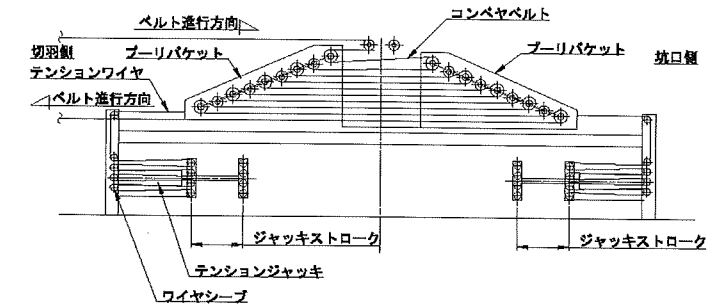 ベルト進行方向
コンベヤベルト
切羽側
プーリバケット
プーリバケット
坑口側
テンションワイヤ
ベルト進行方向
ジャッキストローク
ジャッキストローク
テンションジャッキ
ワイヤシーブ